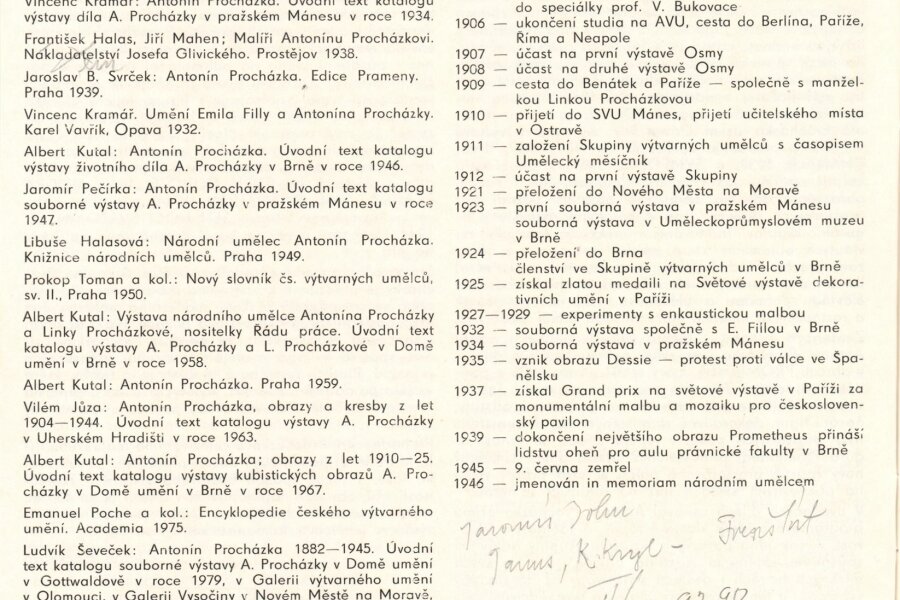 Vincenc Kramář: Antonín Procházka. Úvodní text katalogu
výstavy díla A. Procházky v pražském Mánesu v roce 1934.
František Halas, Jiří Mahen; Malíři Antonínu Procházkovi.
Nakladatelství Josefa Glivického. Prostějov 1938.
Jaroslav B. Svrček: Antonín Procházka. Edice Prameny.
Praha 1939.
Vincenc Kramář. Umění Emila Filly a Antonína Procházky.
Karel Vavřík, Opava 1932.
Albert Kutal: Antonín Procházka. Úvodní text katalogu
výstavy životního díla A. Procházky v Brně v roce 1946.
Jaromír Pečírka: Antonín Procházka. Úvodní text katalogu
souborné výstavy A. Procházky v pražském Mánesu v roce
1947.
Libuše Halasová: Národní umělec Antonín Procházka.
Knižnice národních umělců. Praha 1949.
Prokop Toman a kol.: Nový slovník čs. výtvarných umělců,
sv. II., Praha 1950.
Albert Kutal: Výstava národního umělce Antonína Procházky
a Linky Procházkové, nositelky Řádu práce. Úvodní text
katalogu výstavy A. Procházky a L. Procházkové v Domě
umění v Brně v roce 1958.
Albert Kutal: Antonín Procházka. Praha 1959.
Vilém Jůza: Antonín Procházka, obrazy a kresby z let
1904—1944. Úvodní text katalogu výstavy A. Procházky
v Uherském Hradišti v roce 1963.
Albert Kutal: Antonín Procházka; obrazy z let 1910—25.
Úvodní text katalogu výstavy kubistických obrazů A. Pro-
cházky v Domě umění v Brně v roce 1967.
Emanuel Poche a kol.: Encyklopedie českého výtvarného
umění. Academia 1975.
Ludvík Ševeček: Antonín Procházka 1882—1945. Úvodní
text katalogu souborné výstavy A. Procházky v Domě umění
v Gottwaldově v roce 1979, v Galerii výtvarného umění
v Olomouci, v Galerii Vysočiny v Novém Městě na Moravě,
do speciálky prof. V. Bukovace
1906 — ukončení studia na AVU, cesta do Berlína, Paříže,
Říma a Neapole
1907 — účast na první výstavě Osmy
1908 — účast na druhé výstavě Osmy
1909 — cesta do Benátek a Paříže — společně s manžel-
kou Linkou Procházkovou
1910 — přijetí do SVU Mánes, přijetí učitelského místa
v Ostravě
1911 — založení Skupiny výtvarných umělců s časopisem
Umělecký měsíčník
1912 — účast na první výstavě Skupiny
1921 — přeložení do Nového Města na Moravě
1923 — první souborná výstava v pražském Mánesu
souborná výstava v Uměleckoprůmyslovém muzeu
v Brně
1924 — přeložení do Brna
členství ve Skupině výtvarných umělců v Brně
1925 — získal zlatou medaili na Světové výstavě dekora-
tivních umění v Paříži
1927—1929 — experimenty s enkaustickou malbou
1932 — souborná výstava společně s E. Fillou v Brně
1934 — souborná výstava v pražském Mánesu
1935 — vznik obrazu Dessie — protest proti válce ve Špa-
nělsku
1937 — získal Grand prix na světové výstavě v Paříži za
monumentální malbu a mozaiku pro českosloven-
ský pavilon
1939 — dokončení největšího obrazu Prometheus přináší
lidstvu oheň pro aulu právnické fakulty v Brně
1945 — 9. června zemřel
1946 — jmenován in memoriam národním umělcem
John
K. Kryl —